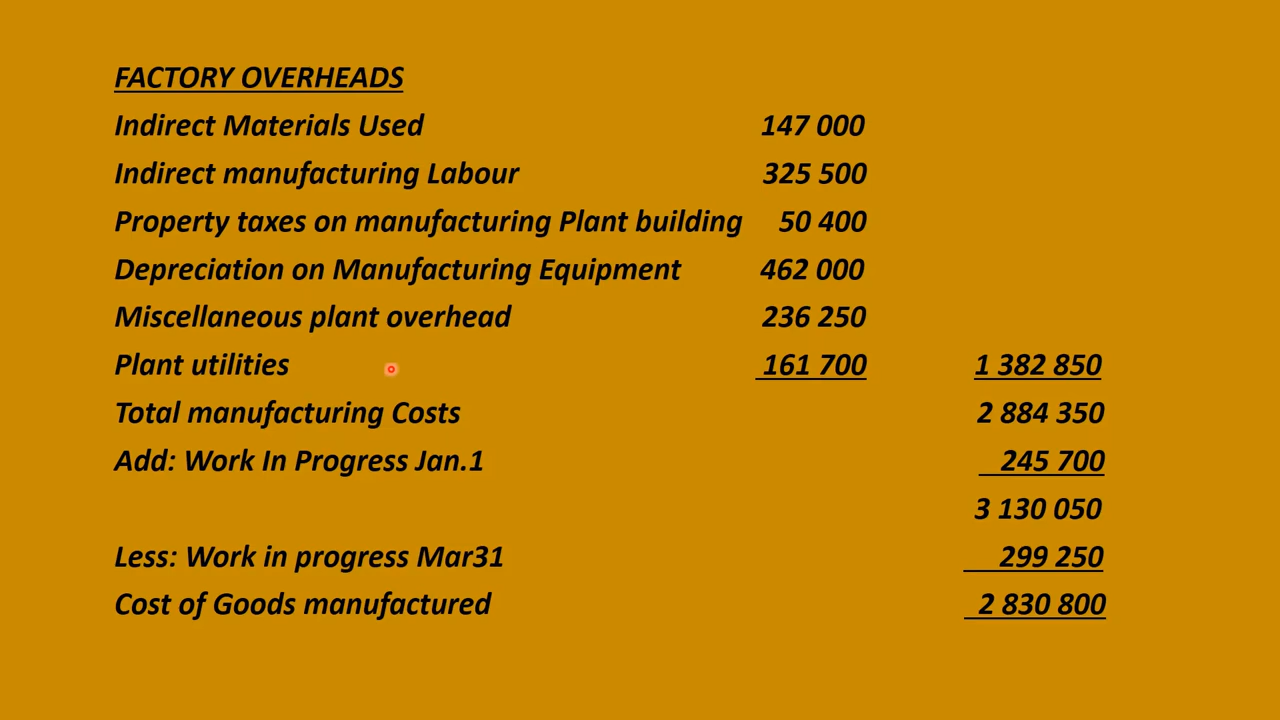 FACTORY OVERHEADS
Indirect Materials Used 147 000
Indirect manufacturing Labour 325 500
Property taxes on manufacturing Plant building 50 400
Depreciation on Manufacturing Equipment 462 000
Miscellaneous plant overhead 236 250
Plant utilities 161 700 1 382 850
Total manufacturing Costs 2 884 350
Add: Work In Progress Jan.1 245 700
3 130 050
Less: Work in progress Mar31 299 250
Cost of Goods manufactured 2 830 800